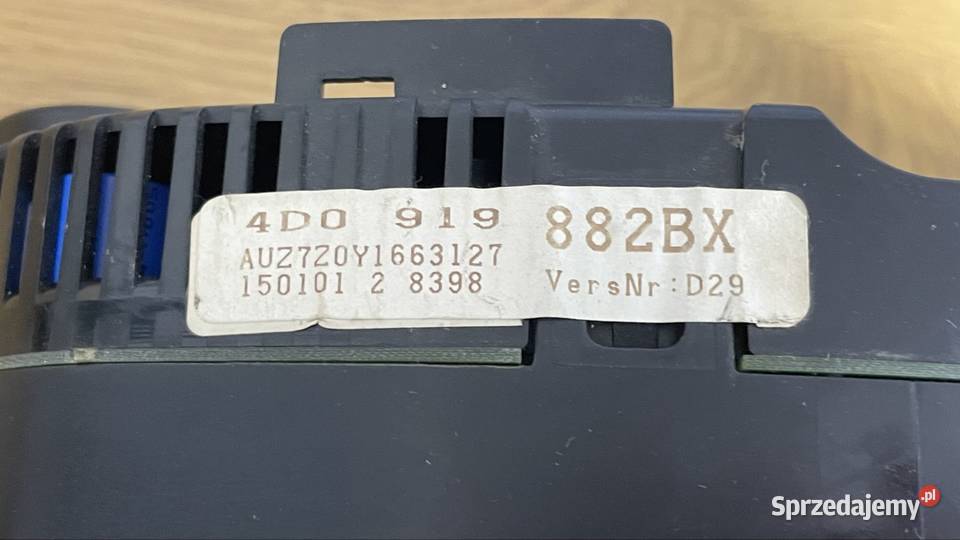 4D0 919 882BX
AUZ7Z0Y1663127
150101 2 8398 VersNr:D29
Sprzedajemy.pl